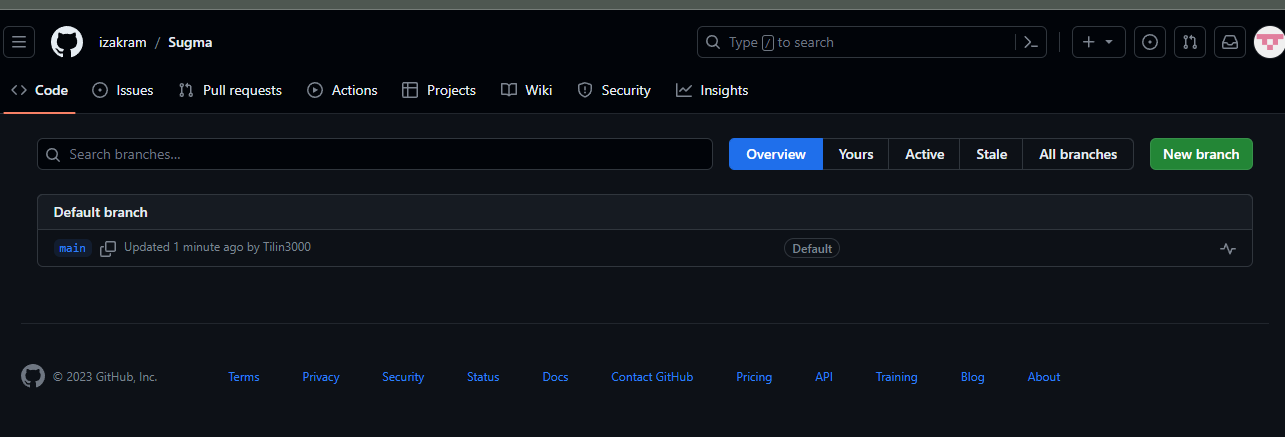 izakram / Sugma
Type / to search
Code Issues Pull requests Actions Projects Wiki Security Insights
Search branches...
Overview Yours Active Stale All branches New branch
Default branch
main Updated 1 minute ago by Tilin3000 Default
© 2023 GitHub, Inc. Terms Privacy Security Status Docs Contact GitHub Pricing API Training Blog About